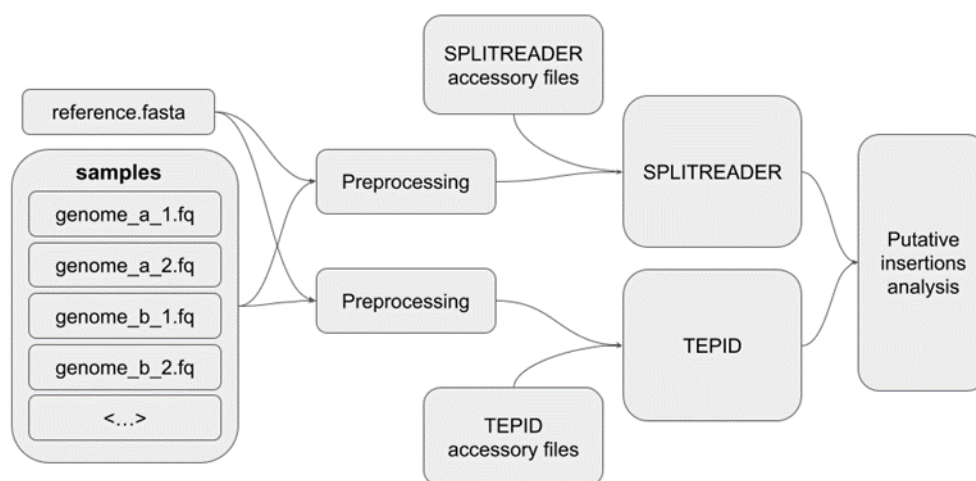 reference.fasta
samples
genome_a_1.fq
genome_a_2.fq
genome_b_1.fq
genome_b_2.fq
<...>
Preprocessing
Preprocessing
SPLITREADER
accessory files
TEPID
accessory files
SPLITREADER
TEPID
Putative
insertions
analysis